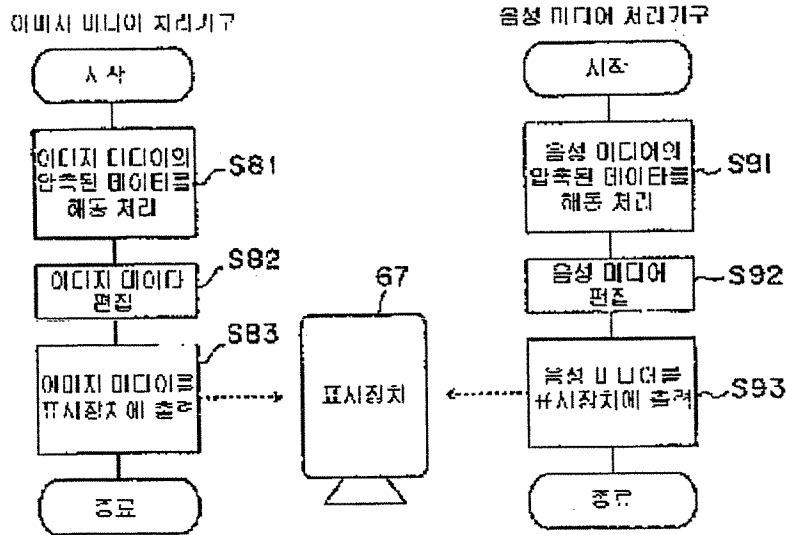 이미지 미디어 처리기구
시작
이미지 미디어의
압축된 데이터를
해동 처리
S81
이미지 데이터
편집
S82
S83
이미지 미디어를
표시장치에 출력
종료
67
표시장치
음성 미디어 처리기구
시작
음성 미디어의
압축된 데이타를
해동 처리
S91
음성 미디어
편집
S92
음성 미디어를
표시장치에 출력
S93
종료